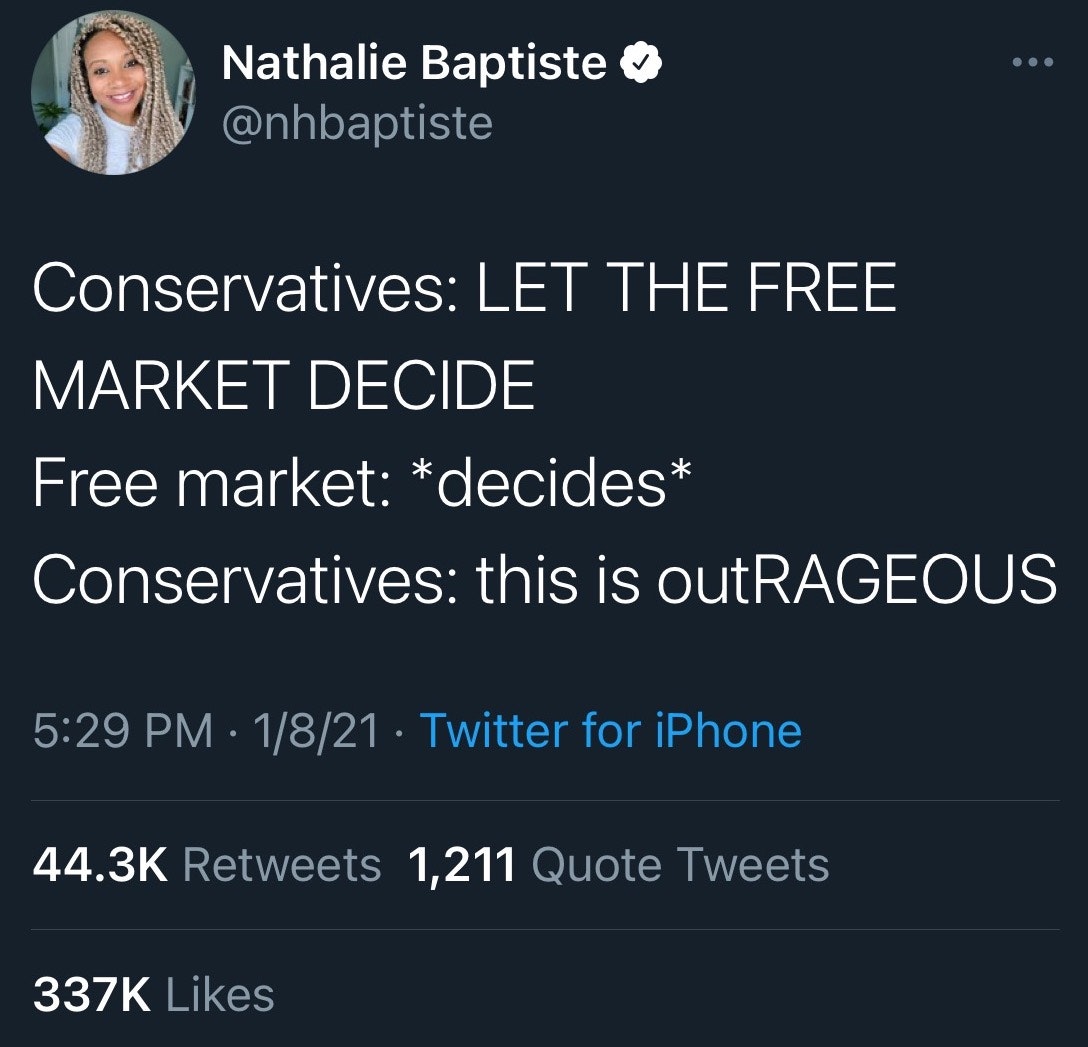 Nathalie Baptiste
@nhbaptiste
Conservatives: LET THE FREE
MARKET DECIDE
Free market: *decides*
Conservatives: this is outRAGEOUS
5:29 PM · 1/8/21 · Twitter for iPhone
44.3K Retweets 1,211 Quote Tweets
337K Likes